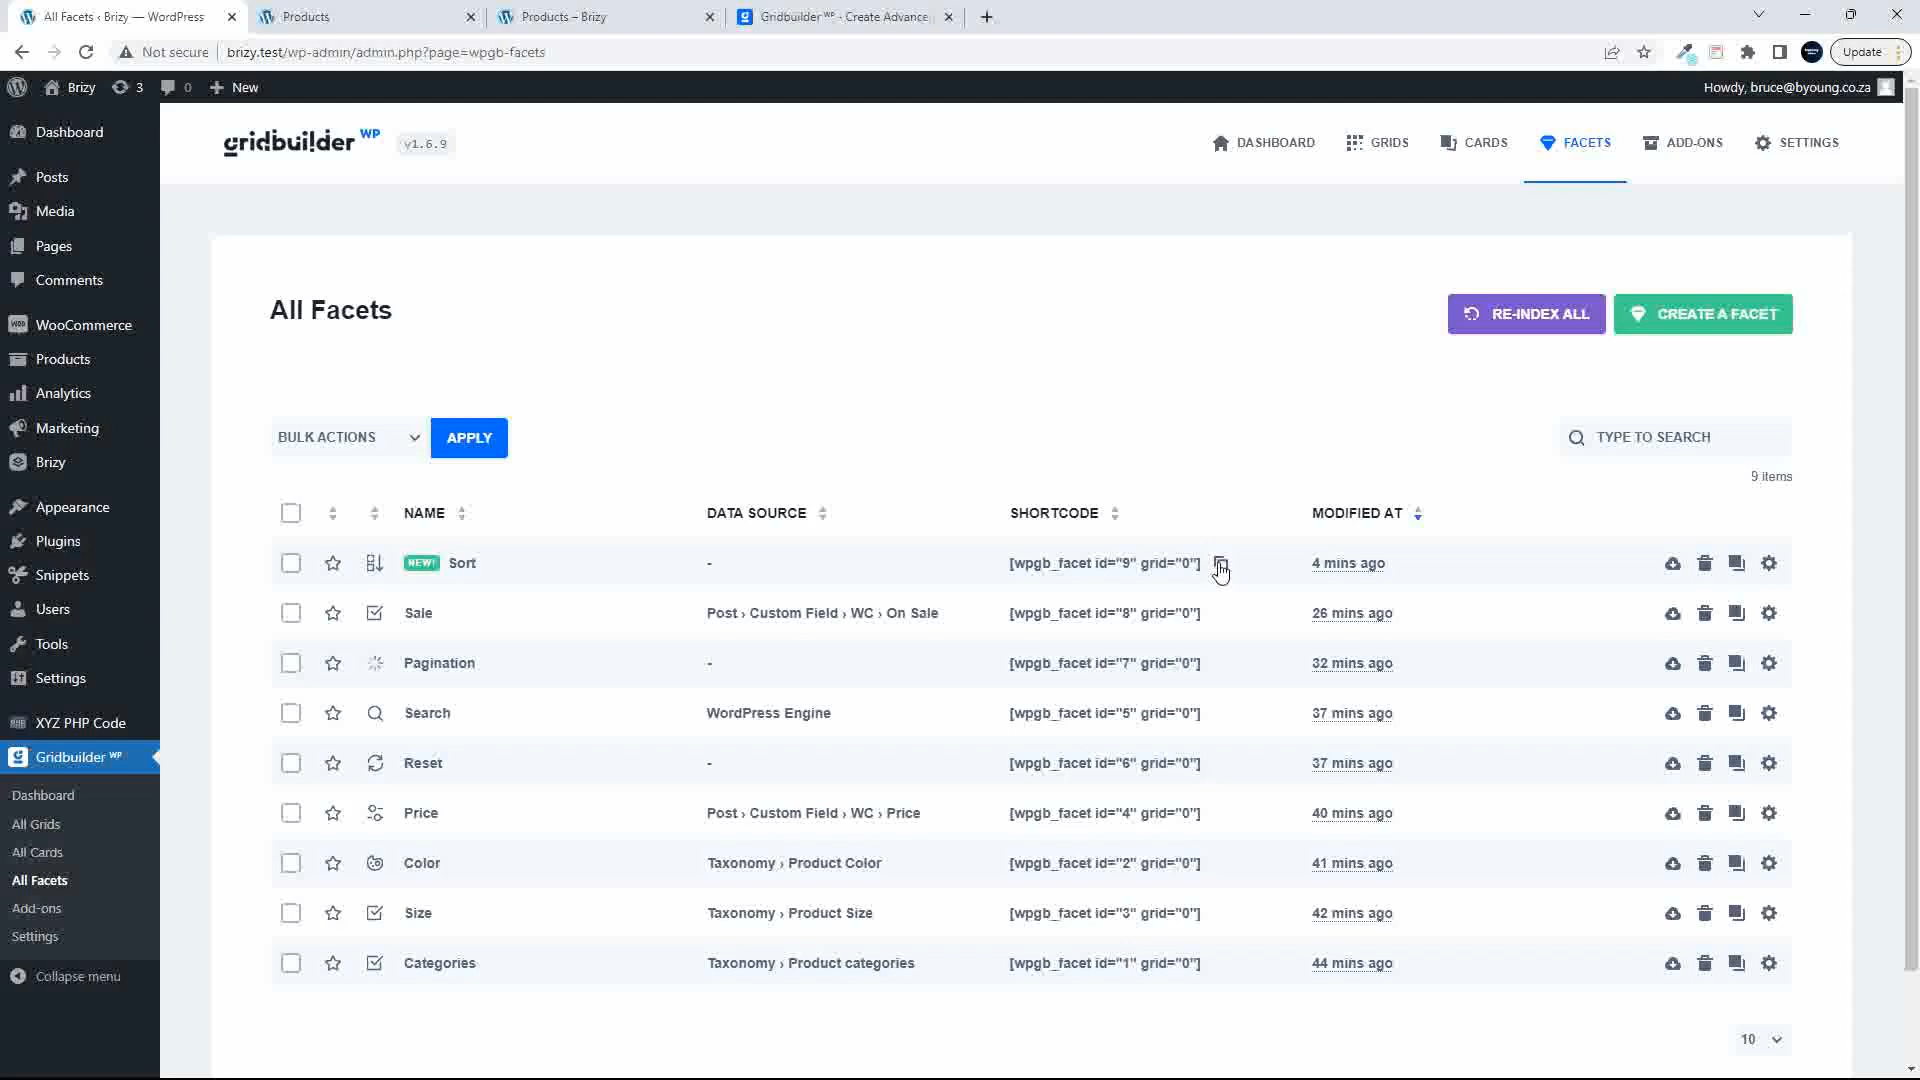 All Facets ‹ Brizy — WordPress
Products
Products – Brizy
Gridbuilder ᵂᴾ - Create Advance
Not secure
brizy.test/wp-admin/admin.php?page=wpgb-facets
Update
Brizy
3
0
New
Howdy, bruce@byoung.co.za
Dashboard
Posts
Media
Pages
Comments
WooCommerce
Products
Analytics
Marketing
Brizy
Appearance
Plugins
Snippets
Users
Tools
Settings
XYZ PHP Code
Gridbuilder ᵂᴾ
Dashboard
All Grids
All Cards
All Facets
Add-ons
Settings
Collapse menu
gridbuilder WP
v1.6.9
DASHBOARD
GRIDS
CARDS
FACETS
ADD-ONS
SETTINGS
All Facets
RE-INDEX ALL
CREATE A FACET
BULK ACTIONS
APPLY
TYPE TO SEARCH
9 items
NAME DATA SOURCE SHORTCODE MODIFIED AT
NEW! Sort - [wpgb_facet id="9" grid="0"] 4 mins ago
Sale Post › Custom Field › WC › On Sale [wpgb_facet id="8" grid="0"] 26 mins ago
Pagination - [wpgb_facet id="7" grid="0"] 32 mins ago
Search WordPress Engine [wpgb_facet id="5" grid="0"] 37 mins ago
Reset - [wpgb_facet id="6" grid="0"] 37 mins ago
Price Post › Custom Field › WC › Price [wpgb_facet id="4" grid="0"] 40 mins ago
Color Taxonomy › Product Color [wpgb_facet id="2" grid="0"] 41 mins ago
Size Taxonomy › Product Size [wpgb_facet id="3" grid="0"] 42 mins ago
Categories Taxonomy › Product categories [wpgb_facet id="1" grid="0"] 44 mins ago
10